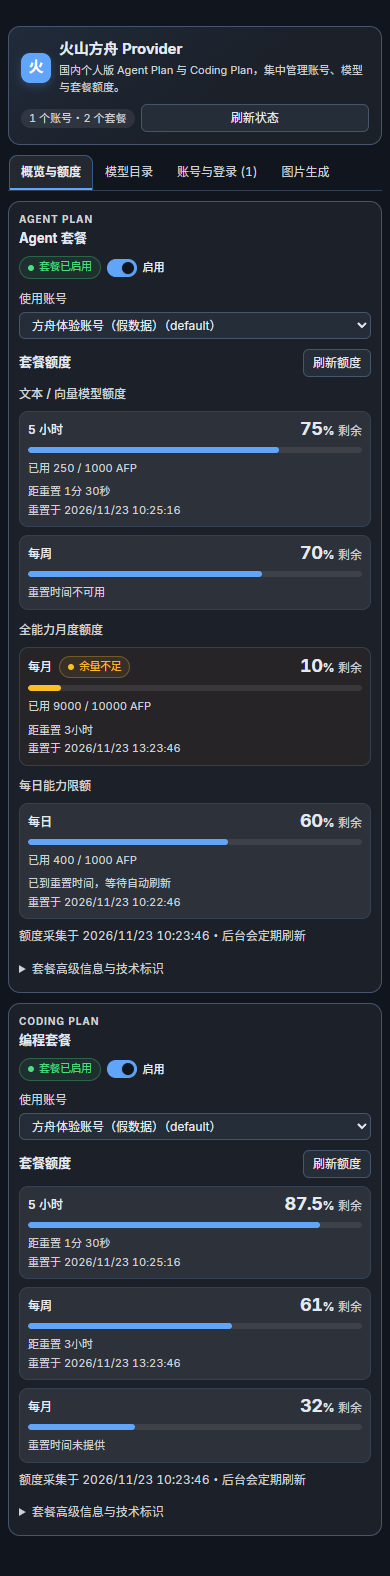 火
火山方舟 Provider
国内个人版 Agent Plan 与 Coding Plan，集中管理账号、模型
与套餐额度。
1 个账号・2 个套餐
刷新状态
概览与额度
模型目录
账号与登录 (1)
图片生成
AGENT PLAN
Agent 套餐
套餐已启用
启用
使用账号
方舟体验账号（假数据）（default）
套餐额度
刷新额度
文本 / 向量模型额度
5 小时
75% 剩余
已用 250 / 1000 AFP
距重置 1分 30秒
重置于 2026/11/23 10:25:16
每周
70% 剩余
重置时间不可用
全能力月度额度
每月
余量不足
10% 剩余
已用 9000 / 10000 AFP
距重置 3小时
重置于 2026/11/23 13:23:46
每日能力限额
每日
60% 剩余
已用 400 / 1000 AFP
已到重置时间，等待自动刷新
重置于 2026/11/23 10:22:46
额度采集于 2026/11/23 10:23:46・后台会定期刷新
套餐高级信息与技术标识
CODING PLAN
编程套餐
套餐已启用
启用
使用账号
方舟体验账号（假数据）（default）
套餐额度
刷新额度
5 小时
87.5% 剩余
距重置 1分 30秒
重置于 2026/11/23 10:25:16
每周
61% 剩余
距重置 3小时
重置于 2026/11/23 13:23:46
每月
32% 剩余
重置时间未提供
额度采集于 2026/11/23 10:23:46・后台会定期刷新
套餐高级信息与技术标识